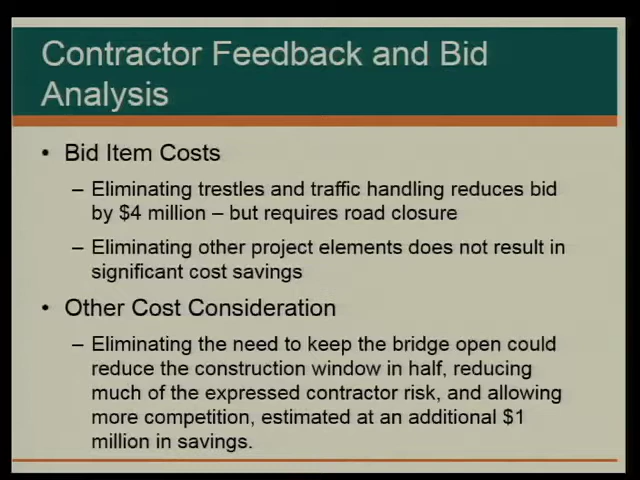 Contractor Feedback and Bid
Analysis
• Bid Item Costs
– Eliminating trestles and traffic handling reduces bid
by $4 million – but requires road closure
– Eliminating other project elements does not result in
significant cost savings
• Other Cost Consideration
– Eliminating the need to keep the bridge open could
reduce the construction window in half, reducing
much of the expressed contractor risk, and allowing
more competition, estimated at an additional $1
million in savings.